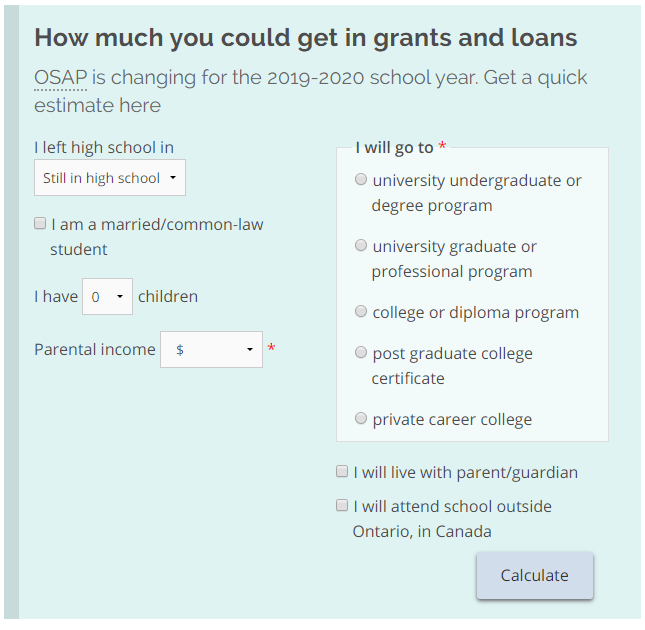 How much you could get in grants and loans
OSAP is changing for the 2019-2020 school year. Get a quick
estimate here
I left high school in
Still in high school
I am a married/common-law
student
I have 0 children
Parental income $ *
I will go to *
university undergraduate or
degree program
university graduate or
professional program
college or diploma program
post graduate college
certificate
private career college
I will live with parent/guardian
I will attend school outside
Ontario, in Canada
Calculate